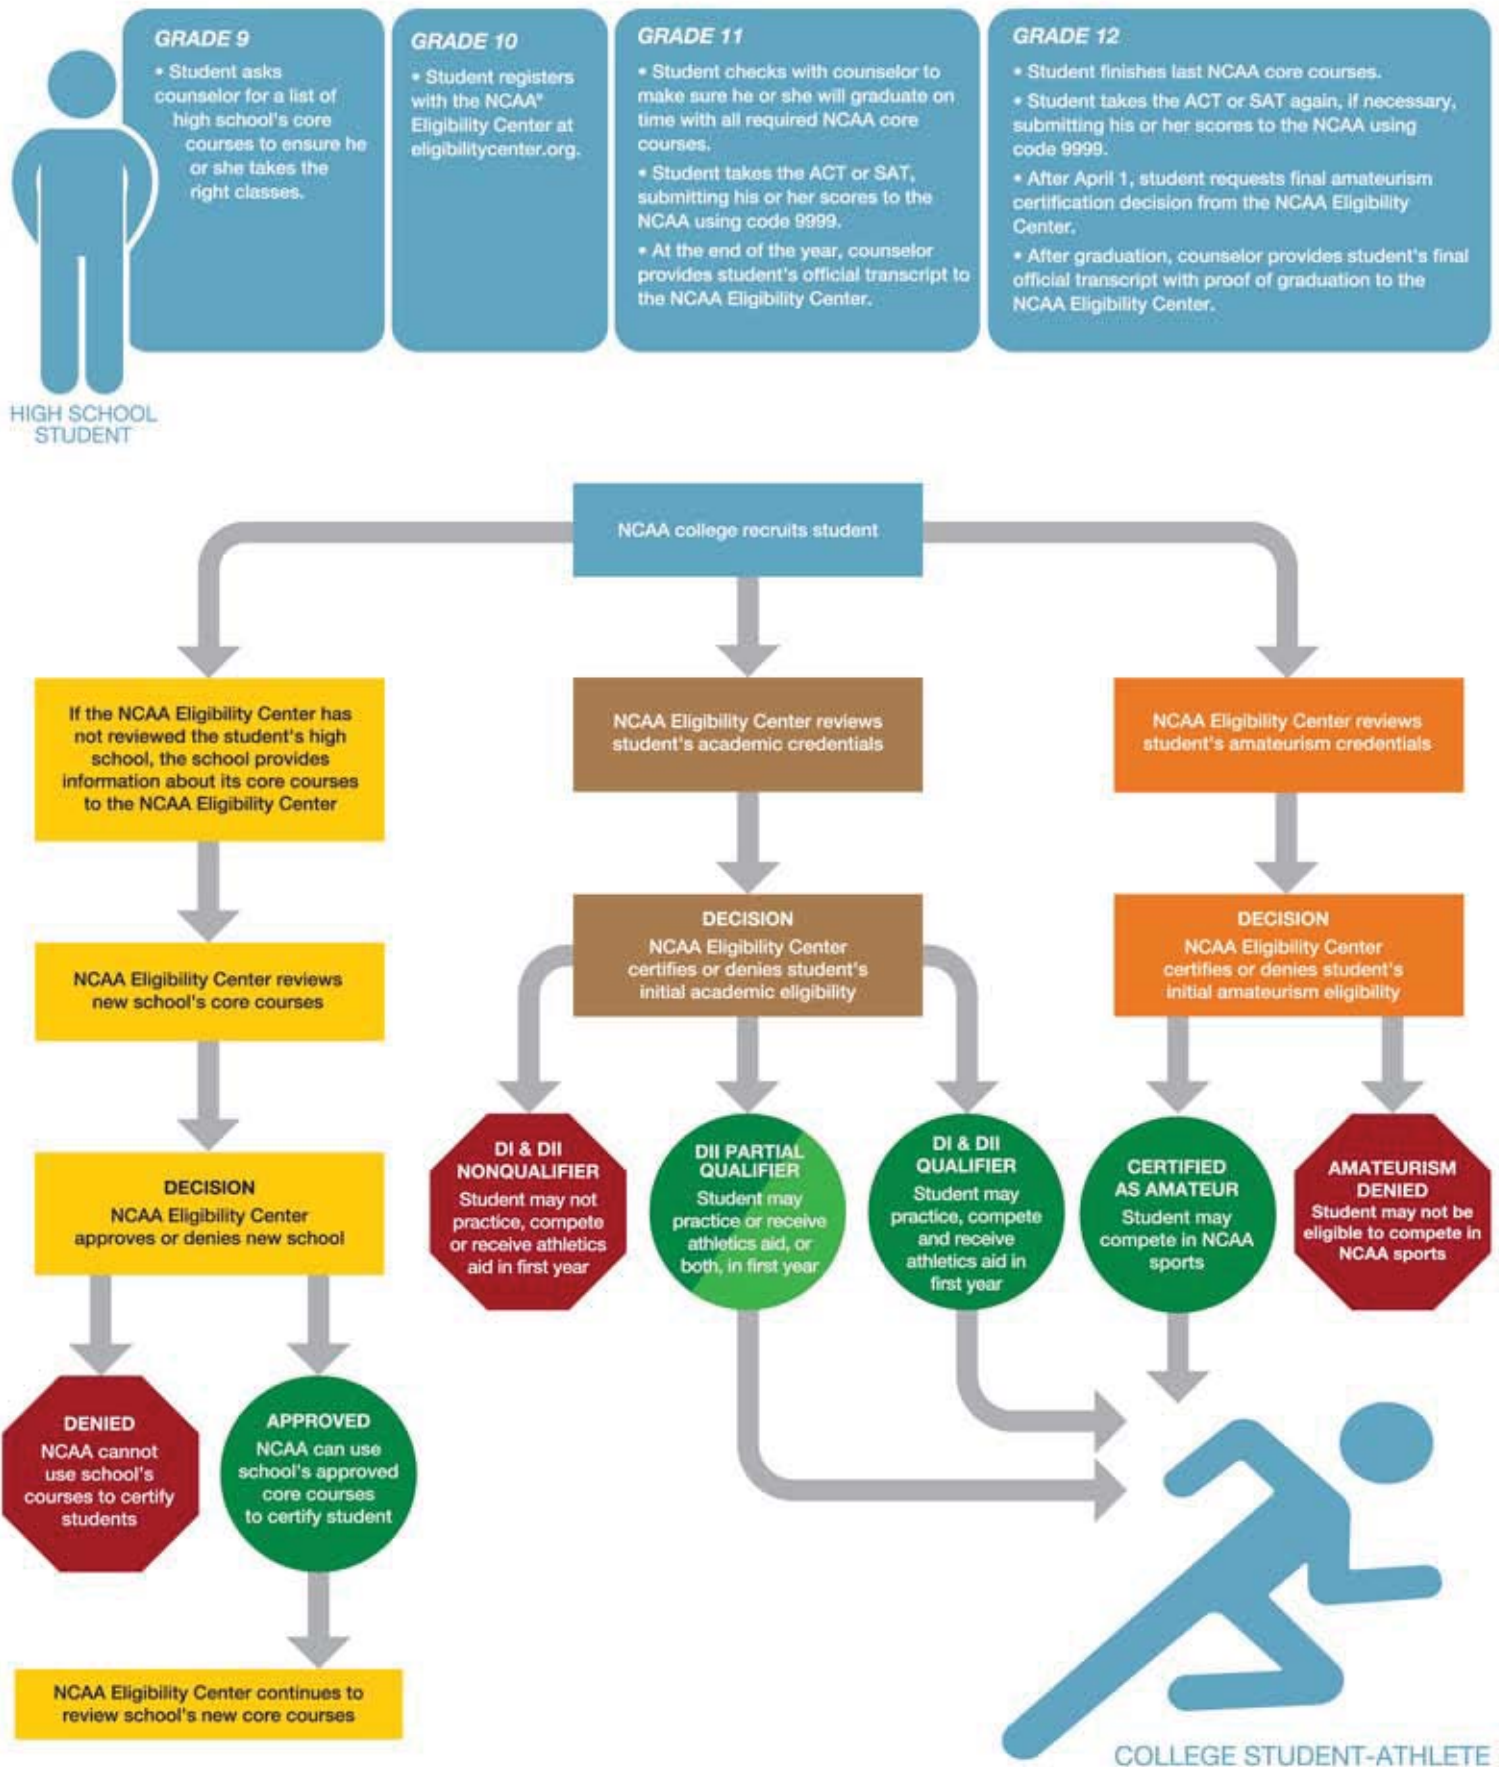 GRADE 9
• Student asks
counselor for a list of
high school's core
courses to ensure he
or she takes the
right classes.
GRADE 10
• Student registers
with the NCAA®
Eligibility Center at
eligibilitycenter.org.
GRADE 11
• Student checks with counselor to
make sure he or she will graduate on
time with all required NCAA core
courses.
• Student takes the ACT or SAT,
submitting his or her scores to the
NCAA using code 9999.
• At the end of the year, counselor
provides student's official transcript to
the NCAA Eligibility Center.
GRADE 12
• Student finishes last NCAA core courses.
• Student takes the ACT or SAT again, if necessary,
submitting his or her scores to the NCAA using
code 9999.
• After April 1, student requests final amateurism
certification decision from the NCAA Eligibility
Center.
• After graduation, counselor provides student's final
official transcript with proof of graduation to the
NCAA Eligibility Center.
HIGH SCHOOL
STUDENT
NCAA college recruits student
If the NCAA Eligibility Center has
not reviewed the student's high
school, the school provides
information about its core courses
to the NCAA Eligibility Center
NCAA Eligibility Center reviews
new school's core courses
DECISION
NCAA Eligibility Center
approves or denies new school
DENIED
NCAA cannot
use school's
courses to certify
students
APPROVED
NCAA can use
school's approved
core courses
to certify student
NCAA Eligibility Center continues to
review school's new core courses
NCAA Eligibility Center reviews
student's academic credentials
DECISION
NCAA Eligibility Center
certifies or denies student's
initial academic eligibility
DI & DII
NONQUALIFIER
Student may not
practice, compete
or receive athletics
aid in first year
DII PARTIAL
QUALIFIER
Student may
practice or receive
athletics aid, or
both, in first year
DI & DII
QUALIFIER
Student may
practice, compete
and receive
athletics aid in
first year
NCAA Eligibility Center reviews
student's amateurism credentials
DECISION
NCAA Eligibility Center
certifies or denies student's
initial amateurism eligibility
CERTIFIED
AS AMATEUR
Student may
compete in NCAA
sports
AMATEURISM
DENIED
Student may not be
eligible to compete in
NCAA sports
COLLEGE STUDENT-ATHLETE